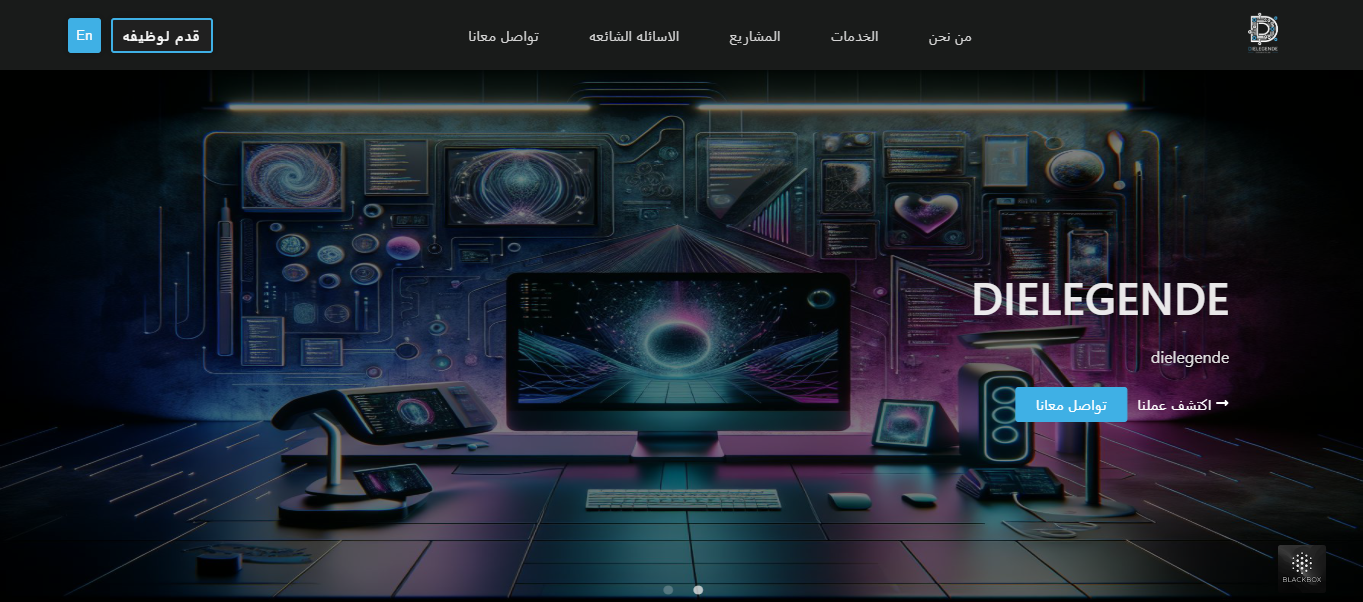 DIELEGENDE
من نحن
الخدمات
المشاريع
الاسائله الشائعه
تواصل معانا
قدم لوظيفه
En
DIELEGENDE
dielegende
اكتشف عملنا
تواصل معانا
BLACKBOX